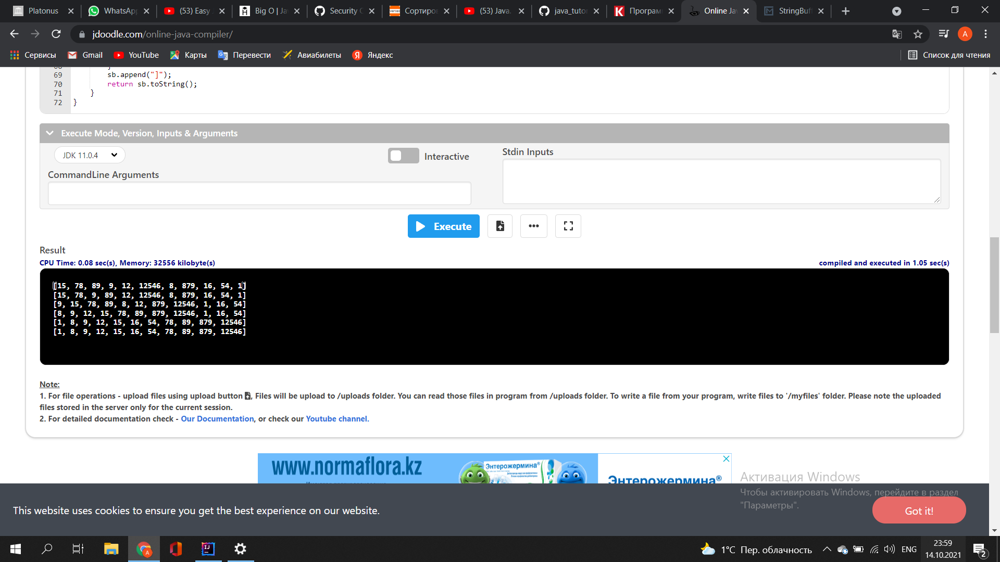 Platonus
WhatsApp
(53) Easy
Big O | Ja
Security
Сортиров
(53) Java.
java_tuto
K Програм
Online Ja
StringBuf
jdoodle.com/online-java-compiler/
A
Сервисы
Gmail
YouTube
Карты
Перевести
Авиабилеты
Я Яндекс
Список для чтения
69 sb.append("]");
70 return sb.toString();
71 }
72 }
Execute Mode, Version, Inputs & Arguments
JDK 11.0.4
Interactive
Stdin Inputs
CommandLine Arguments
Execute
Result
CPU Time: 0.08 sec(s), Memory: 32556 kilobyte(s)
compiled and executed in 1.05 sec(s)
[15, 78, 89, 9, 12, 12546, 8, 879, 16, 54, 1]
[15, 78, 9, 89, 12, 12546, 8, 879, 16, 54, 1]
[9, 15, 78, 89, 8, 12, 879, 12546, 1, 16, 54]
[8, 9, 12, 15, 78, 89, 879, 12546, 1, 16, 54]
[1, 8, 9, 12, 15, 16, 54, 78, 89, 879, 12546]
[1, 8, 9, 12, 15, 16, 54, 78, 89, 879, 12546]
Note:
1. For file operations - upload files using upload button , Files will be upload to /uploads folder. You can read those files in program from /uploads folder. To write a file from your program, write files to '/myfiles' folder. Please note the uploaded
files stored in the server only for the current session.
2. For detailed documentation check - Our Documentation, or check our Youtube channel.
www.normaflora.kz
Энтерожермина®
Энтерожермина®
Активация Windows
Чтобы активировать Windows, перейдите в раздел
"Параметры".
This website uses cookies to ensure you get the best experience on our website.
Got it!
1°C Пер. облачность
ENG
23:59
14.10.2021
2